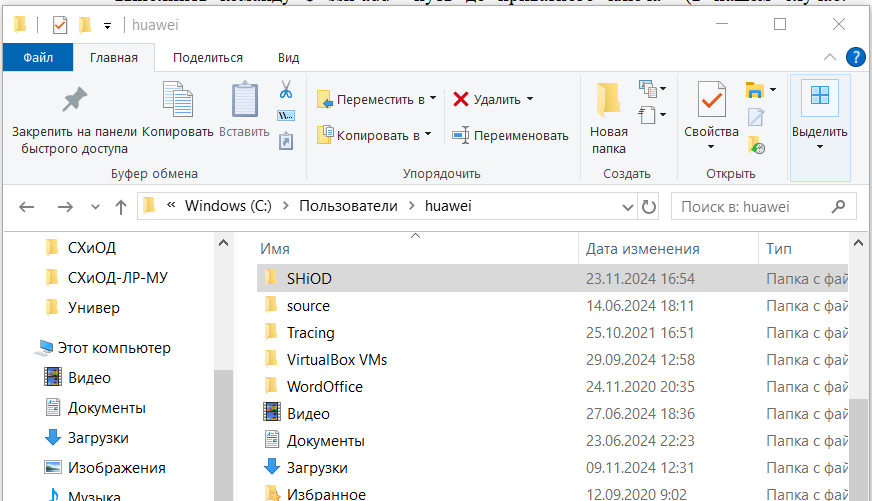 huawei
Файл Главная Поделиться Вид
Закрепить на панели быстрого доступа
Копировать
Вставить
Переместить в
Копировать в
Удалить
Переименовать
Новая папка
Свойства
Открыть
Выделить
Буфер обмена Упорядочить Создать Открыть
« Windows (C:) > Пользователи > huawei
Поиск в: huawei
СХиОД
СХиОД-ЛР-МУ
Универ
Этот компьютер
Видео
Документы
Загрузки
Изображения
Музыка
Имя Дата изменения Тип
SHiOD 23.11.2024 16:54 Папка с фай
source 14.06.2024 18:11 Папка с фай
Tracing 25.10.2021 16:51 Папка с фай
VirtualBox VMs 29.09.2024 12:58 Папка с фай
WordOffice 24.11.2020 20:35 Папка с фай
Видео 27.06.2024 18:36 Папка с фай
Документы 23.06.2024 22:23 Папка с фай
Загрузки 09.11.2024 12:31 Папка с фай
Избранное 12.09.2020 9:02 Папка с фай